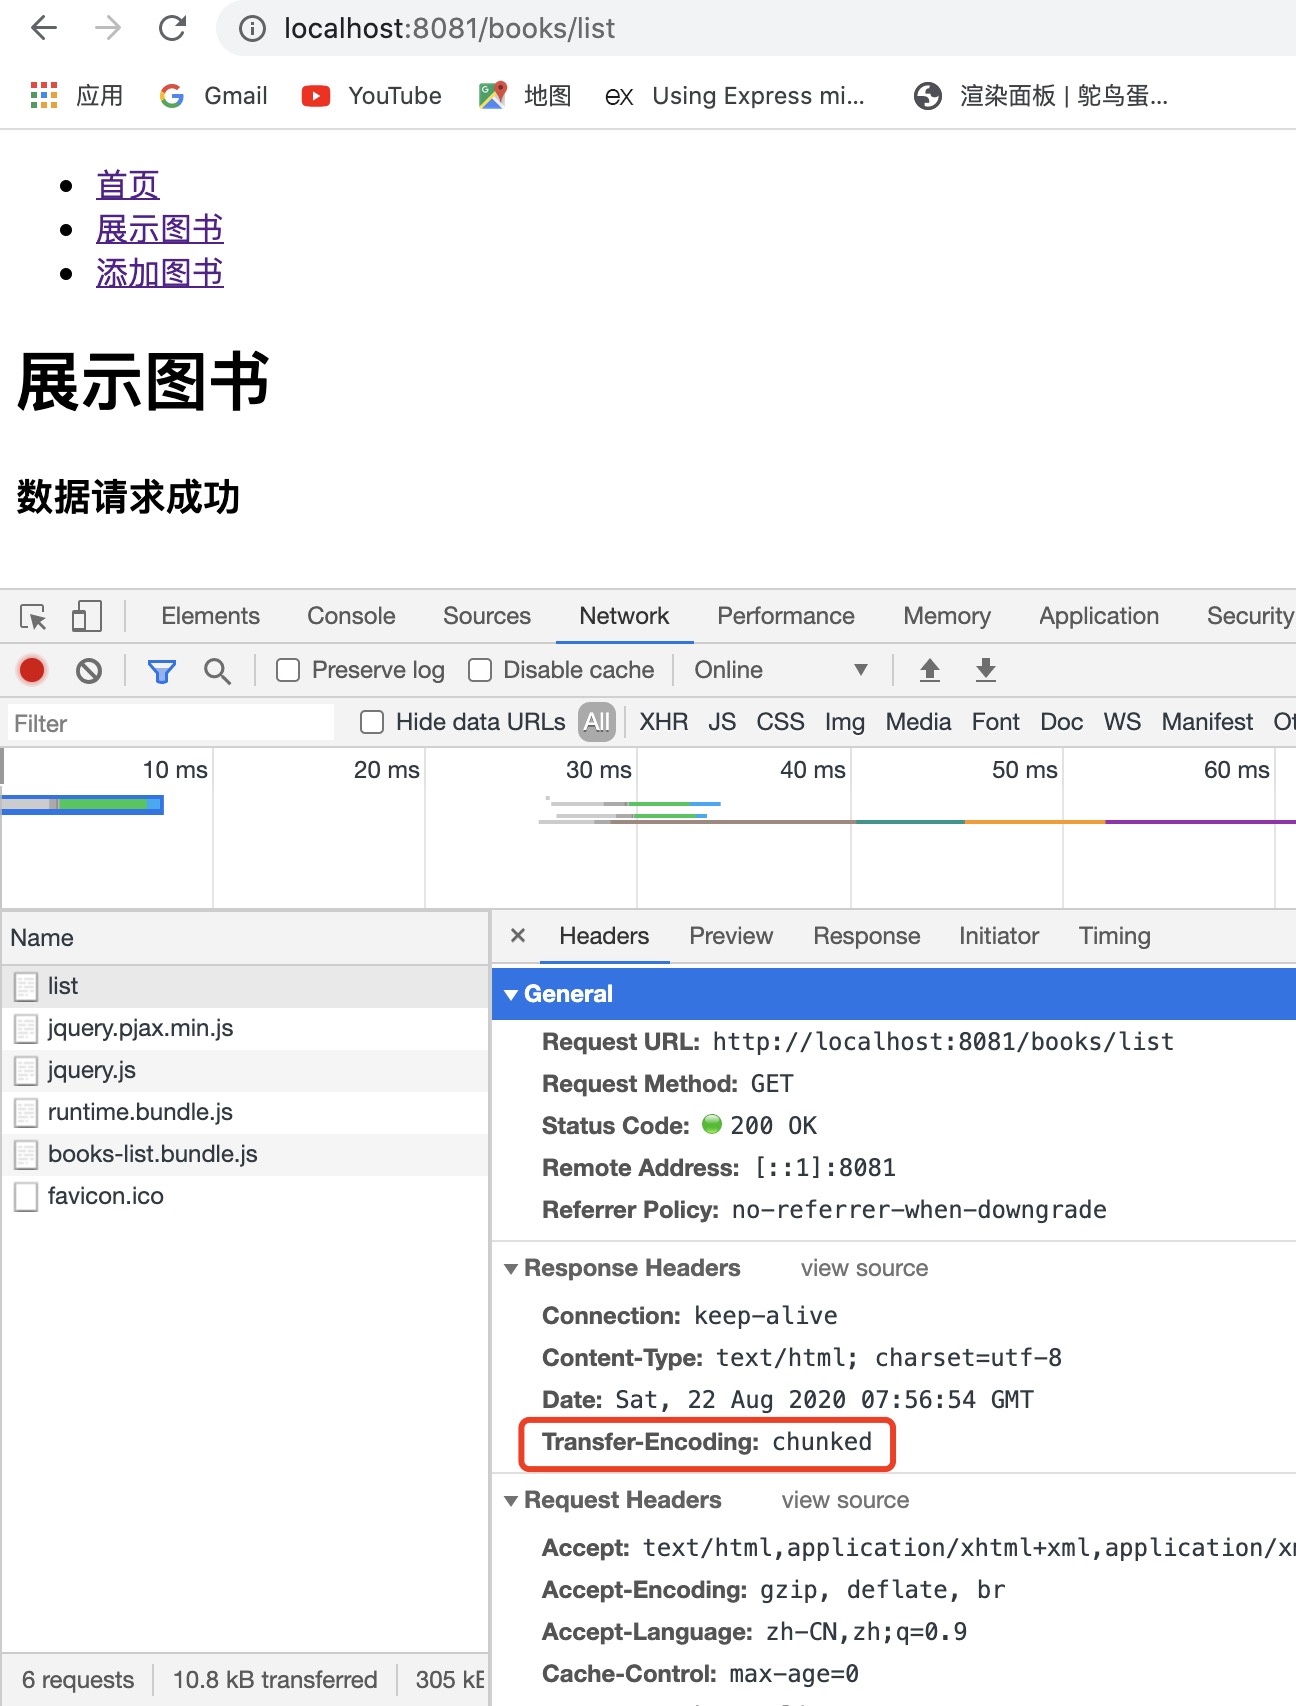 localhost:8081/books/list
应用 Gmail YouTube 地图 ex Using Express mi... 渲染面板 | 鸵鸟蛋...
首页
展示图书
添加图书
展示图书
数据请求成功
Elements Console Sources Network Performance Memory Application Security
Preserve log Disable cache Online
Filter Hide data URLs All XHR JS CSS Img Media Font Doc WS Manifest
10 ms 20 ms 30 ms 40 ms 50 ms 60 ms
Name
× Headers Preview Response Initiator Timing
list
jquery.pjax.min.js
jquery.js
runtime.bundle.js
books-list.bundle.js
favicon.ico
General
Request URL: http://localhost:8081/books/list
Request Method: GET
Status Code: 200 OK
Remote Address: [::1]:8081
Referrer Policy: no-referrer-when-downgrade
Response Headers view source
Connection: keep-alive
Content-Type: text/html; charset=utf-8
Date: Sat, 22 Aug 2020 07:56:54 GMT
Transfer-Encoding: chunked
Request Headers view source
Accept: text/html,application/xhtml+xml,application/x
Accept-Encoding: gzip, deflate, br
Accept-Language: zh-CN,zh;q=0.9
Cache-Control: max-age=0
6 requests 10.8 kB transferred 305 k